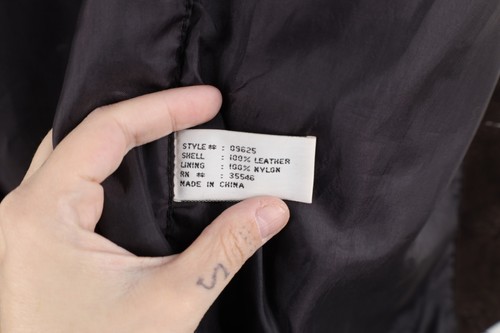 STYLE## : 09625
SHELL : 100% LEATHER
LINING : 100% NYLON
RN ## : 35546
MADE IN CHINA